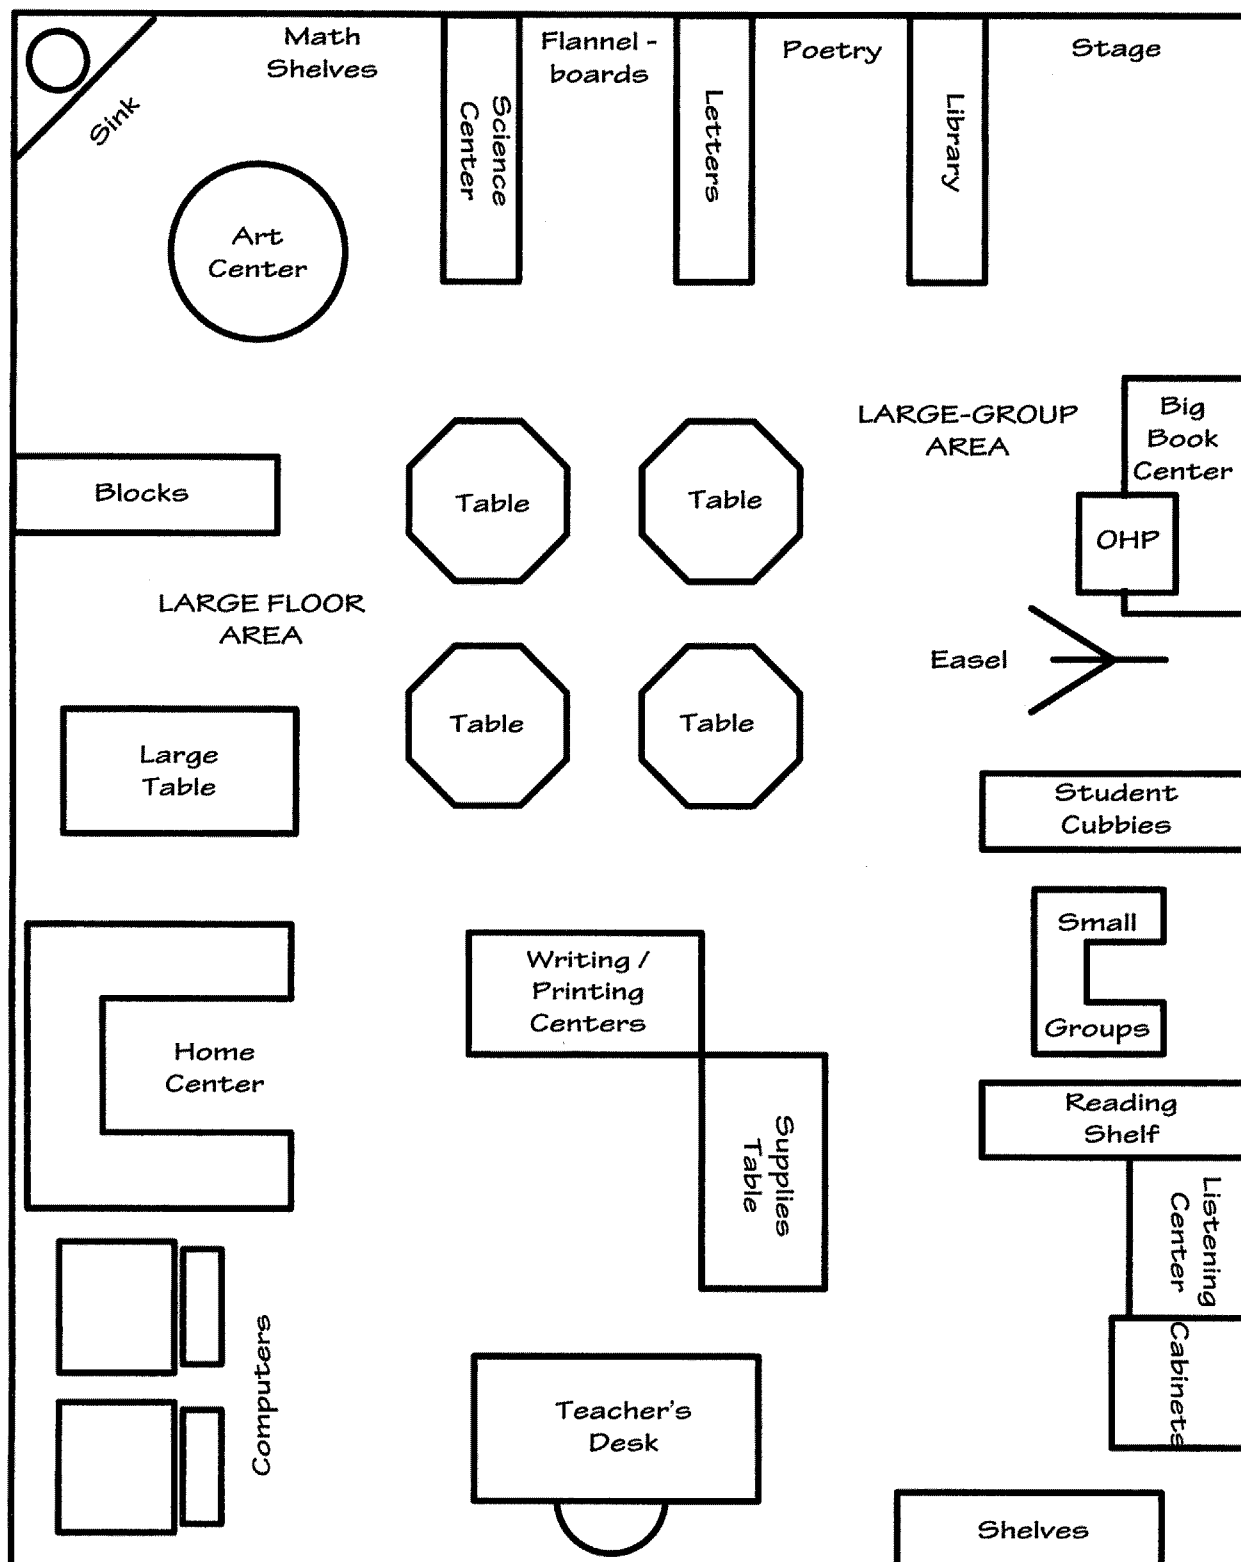 Math
Shelves
Flannel -
boards
Poetry
Stage
Sink
Science
Center
Letters
Library
Art
Center
LARGE-GROUP
AREA
Big
Book
Center
Blocks
Table
Table
OHP
LARGE FLOOR
AREA
Easel
Table
Table
Large
Table
Student
Cubbies
Small
Groups
Writing /
Printing
Centers
Home
Center
Reading
Shelf
Supplies
Table
Listening
Center
Computers
Cabinets
Teacher's
Desk
Shelves